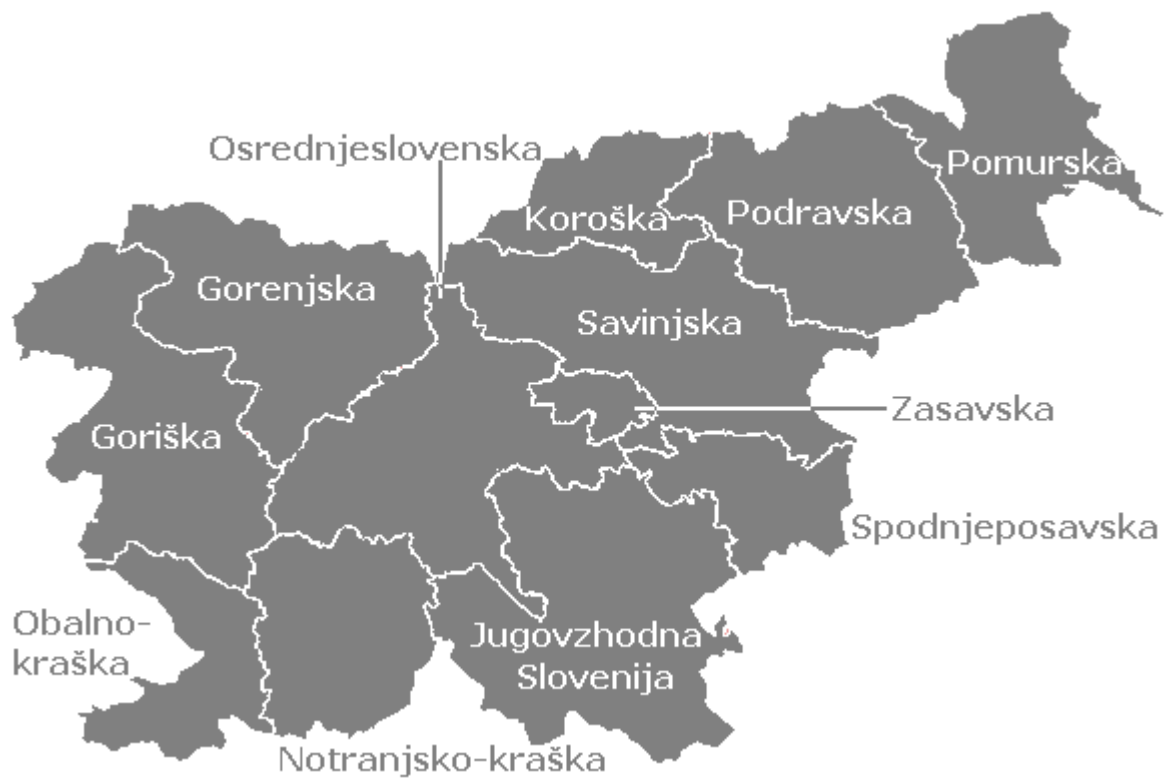 Osrednjeslovenska
Pomurska
Koroška
Podravska
Gorenjska
Savinjska
Zasavska
Goriška
Spodnjeposavska
Obalno-
kraška
Jugovzhodna
Slovenija
Notranjsko-kraška